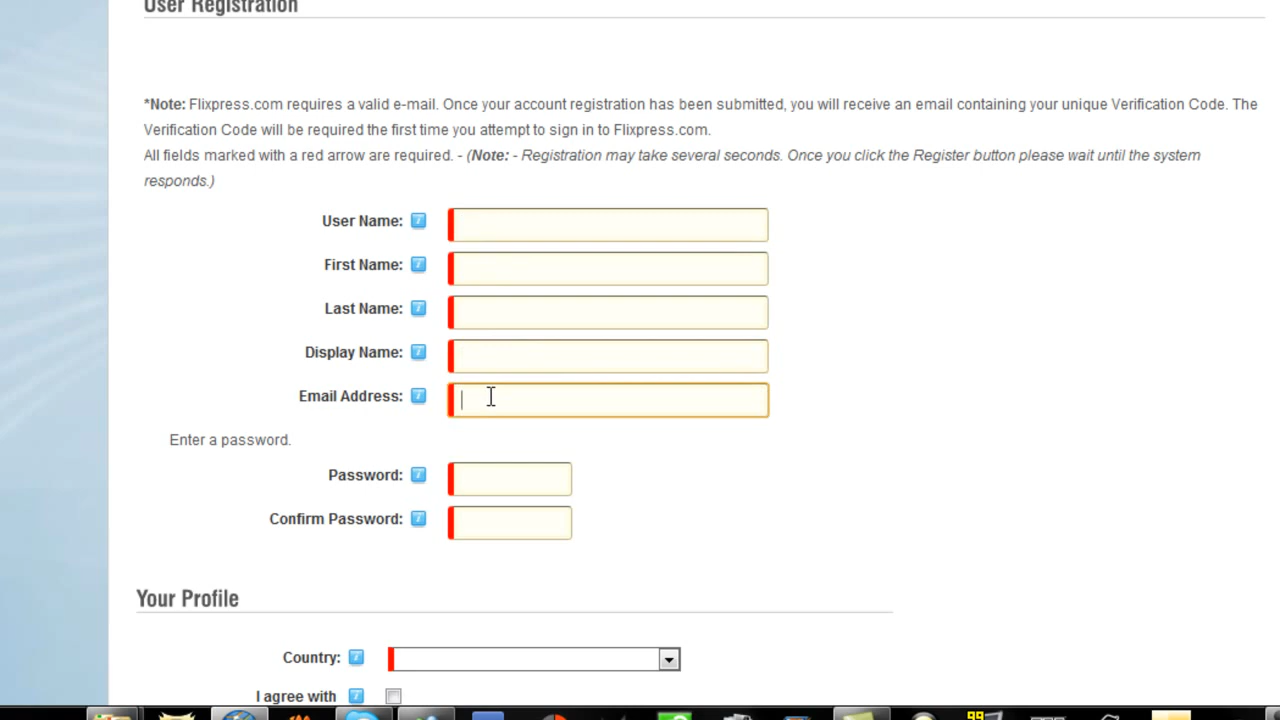 User Registration
*Note: Flixpress.com requires a valid e-mail. Once your account registration has been submitted, you will receive an email containing your unique Verification Code. The
Verification Code will be required the first time you attempt to sign in to Flixpress.com.
All fields marked with a red arrow are required. - (Note: - Registration may take several seconds. Once you click the Register button please wait until the system
responds.)
User Name:
First Name:
Last Name:
Display Name:
Email Address:
Enter a password.
Password:
Confirm Password:
Your Profile
Country:
I agree with
99